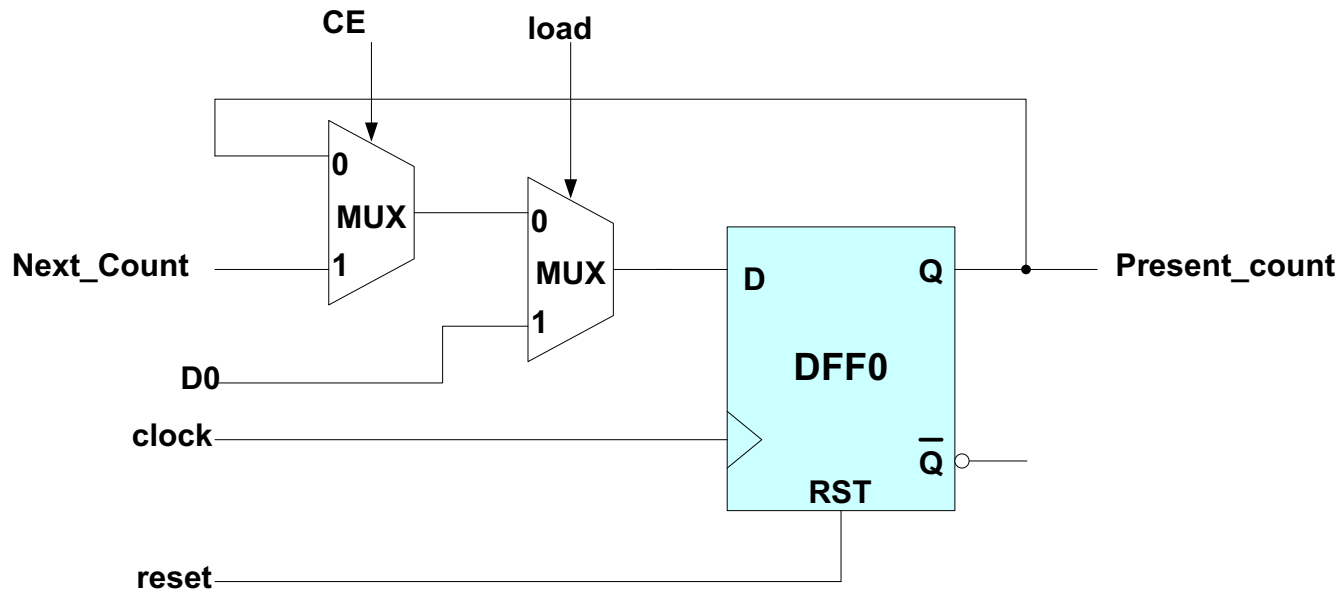 CE
load
0
MUX
1
0
MUX
1
Next_Count
D0
clock
reset
D
Q
DFF0
Q̅
RST
Present_count